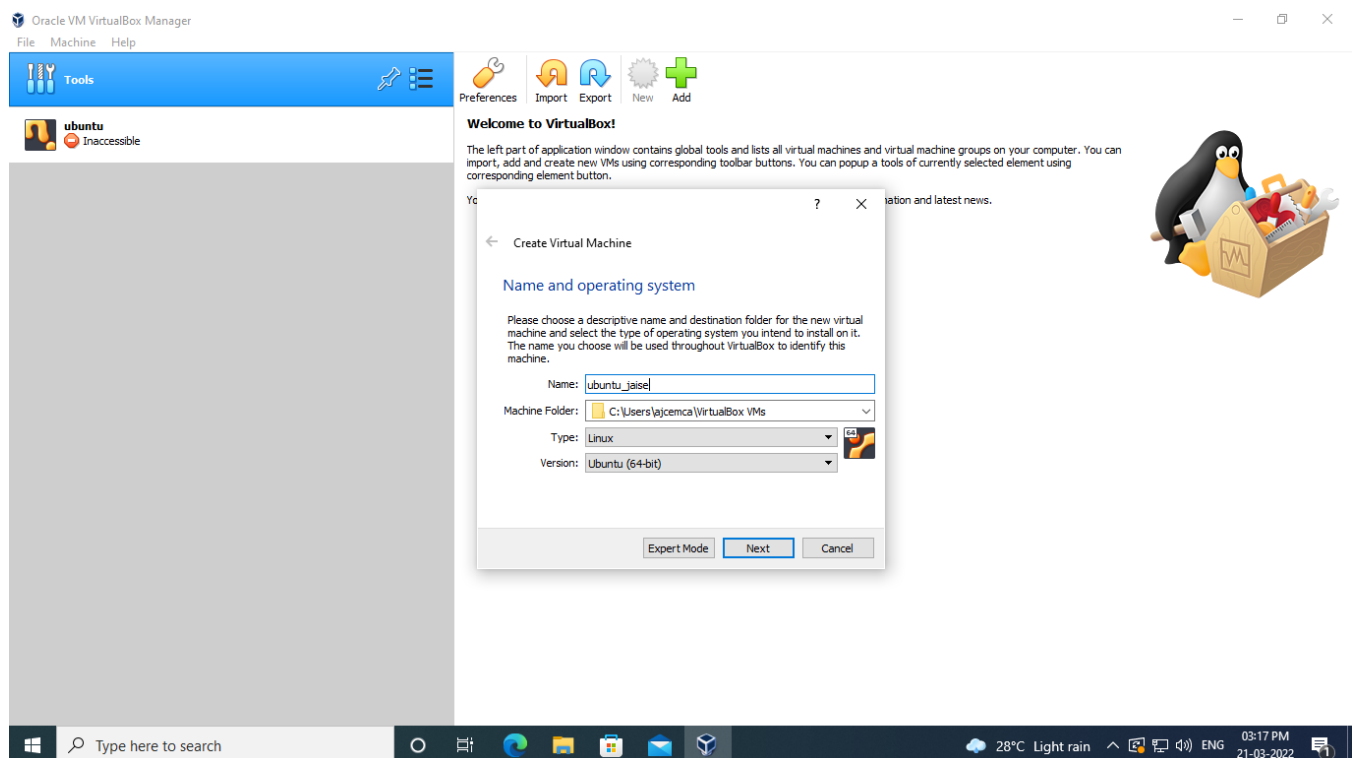 Oracle VM VirtualBox Manager
File Machine Help
Tools
Preferences Import Export New Add
ubuntu
Inaccessible
Welcome to VirtualBox!
The left part of application window contains global tools and lists all virtual machines and virtual machine groups on your computer. You can
import, add and create new VMs using corresponding toolbar buttons. You can popup a tools of currently selected element using
corresponding element button.
ation and latest news.
?
Create Virtual Machine
Name and operating system
Please choose a descriptive name and destination folder for the new virtual
machine and select the type of operating system you intend to install on it.
The name you choose will be used throughout VirtualBox to identify this
machine.
Name: ubuntu_jaise
Machine Folder: C:\Users\ajcemca\VirtualBox VMs
Type: Linux
64
Version: Ubuntu (64-bit)
Expert Mode Next Cancel
Type here to search
28°C Light rain ENG
03:17 PM
21-03-2022
1